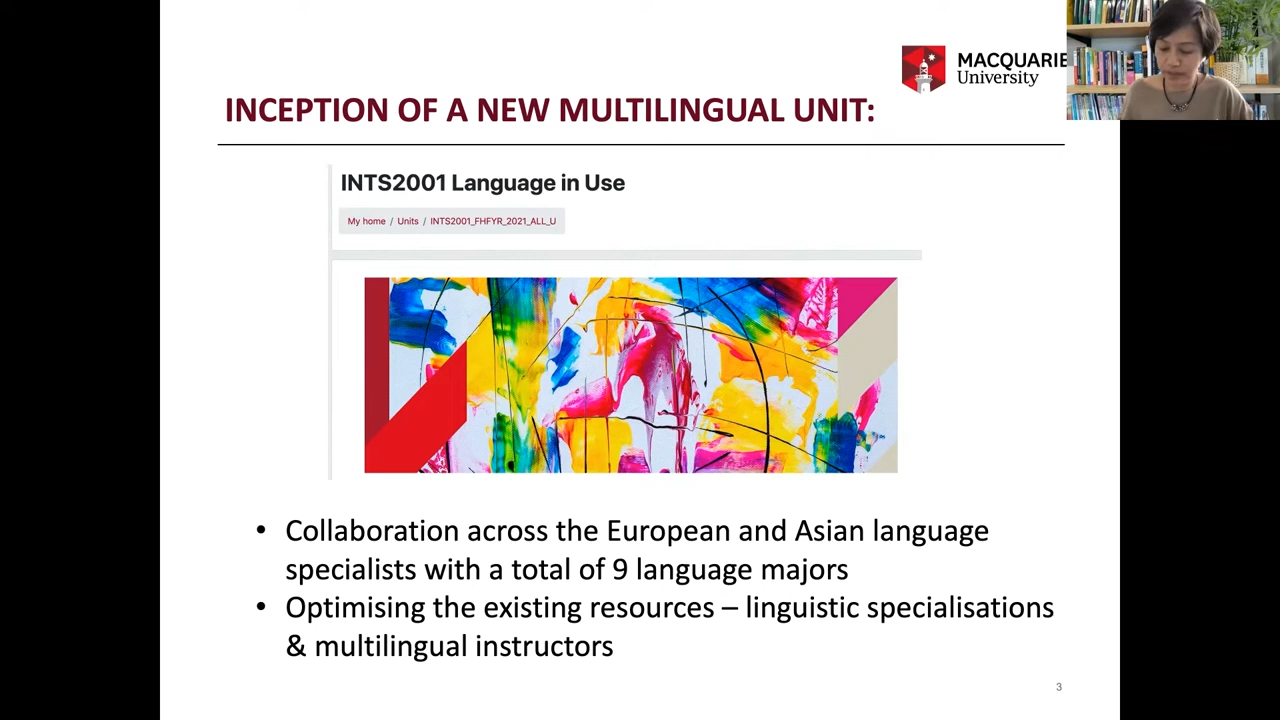 MACQUARIE
University
INCEPTION OF A NEW MULTILINGUAL UNIT:
INTS2001 Language in Use
My home / Units / INTS2001_FHFYR_2021_ALL_U
• Collaboration across the European and Asian language
specialists with a total of 9 language majors
• Optimising the existing resources – linguistic specialisations
& multilingual instructors
3